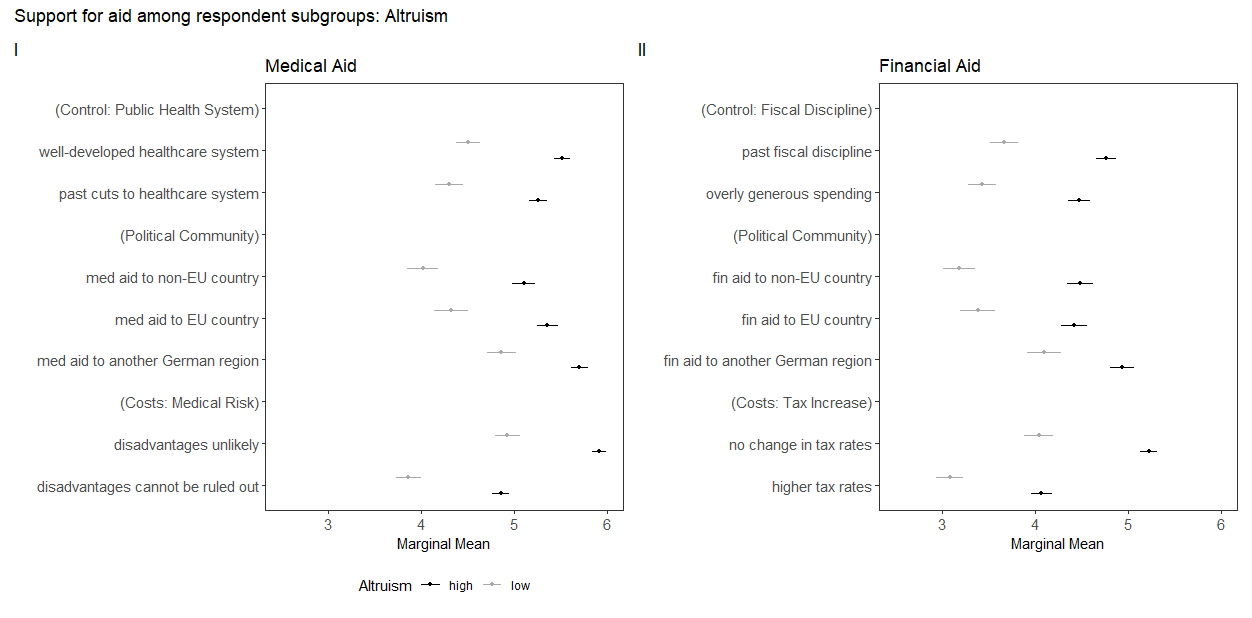 Support for aid among respondent subgroups: Altruism
I
Medical Aid
(Control: Public Health System)
well-developed healthcare system
past cuts to healthcare system
(Political Community)
med aid to non-EU country
med aid to EU country
med aid to another German region
(Costs: Medical Risk)
disadvantages unlikely
disadvantages cannot be ruled out
3 4 5 6
Marginal Mean
Altruism high low
II
Financial Aid
(Control: Fiscal Discipline)
past fiscal discipline
overly generous spending
(Political Community)
fin aid to non-EU country
fin aid to EU country
fin aid to another German region
(Costs: Tax Increase)
no change in tax rates
higher tax rates
3 4 5 6
Marginal Mean